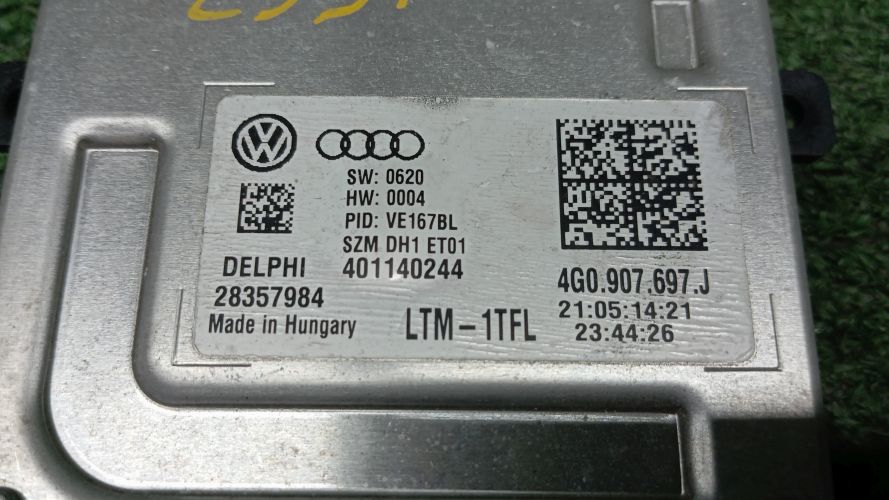 SW: 0620
HW: 0004
PID: VE167BL
SZM DH1 ET01
DELPHI 401140244
28357984
Made in Hungary
LTM-1TFL
4G0.907.697.J
21:05:14:21
23:44:26